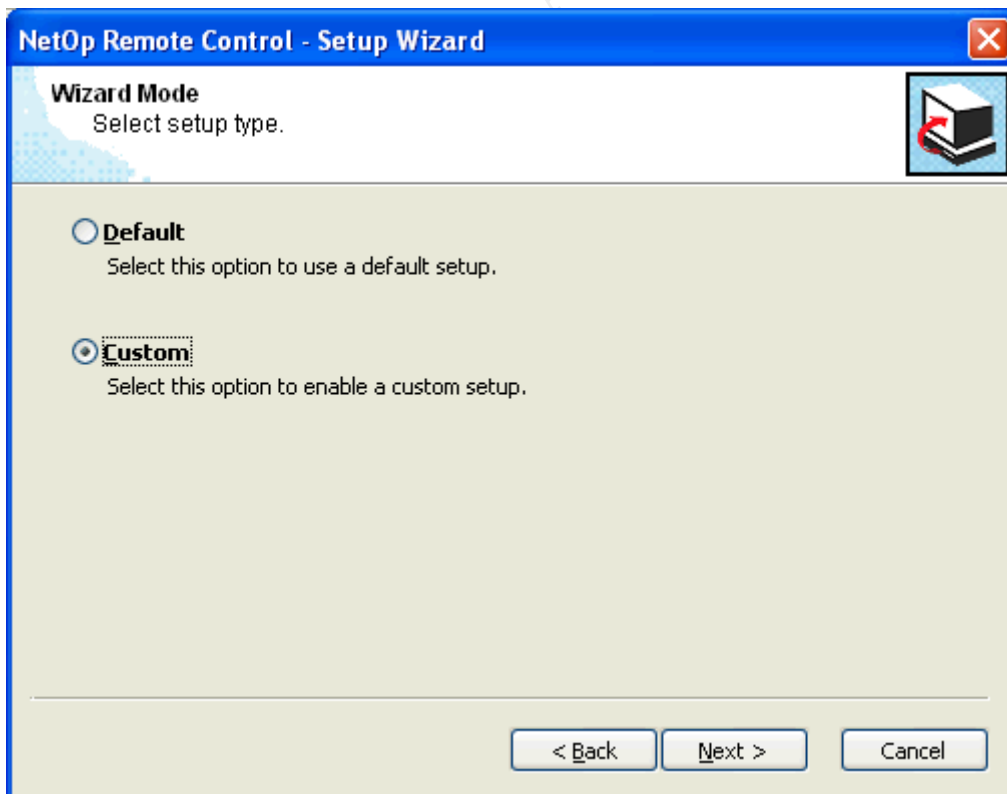 NetOp Remote Control - Setup Wizard
Wizard Mode
Select setup type.
Default
Select this option to use a default setup.
Custom
Select this option to enable a custom setup.
< Back
Next >
Cancel